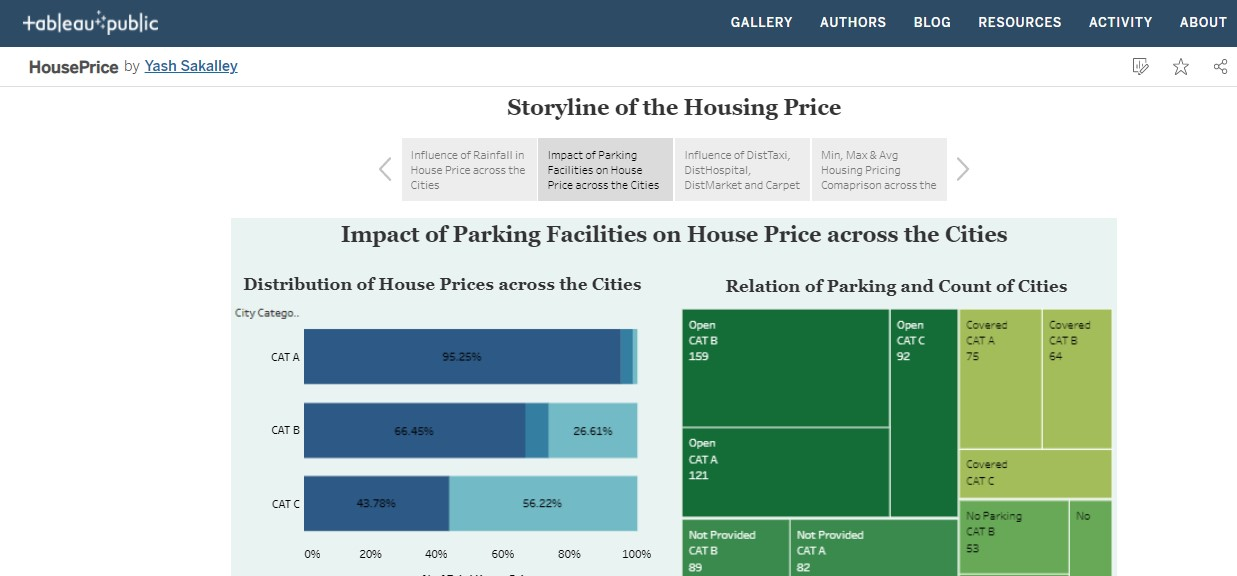 tableau public
GALLERY AUTHORS BLOG RESOURCES ACTIVITY ABOUT
HousePrice by Yash Sakalley
Storyline of the Housing Price
Influence of Rainfall in
House Price across the
Cities
Impact of Parking
Facilities on House
Price across the Cities
Influence of DistTaxi,
DistHospital,
DistMarket and Carpet
Min, Max & Avg
Housing Pricing
Comaprison across the
Impact of Parking Facilities on House Price across the Cities
Distribution of House Prices across the Cities
City Catego..
CAT A
95.25%
CAT B
66.45%
26.61%
CAT C
43.78%
56.22%
0% 20% 40% 60% 80% 100%
Relation of Parking and Count of Cities
Open
CAT B
159
Open
CAT C
92
Covered
CAT A
75
Covered
CAT B
64
Open
CAT A
121
Covered
CAT C
No Parking
CAT B
53
No
Not Provided
CAT B
89
Not Provided
CAT A
82